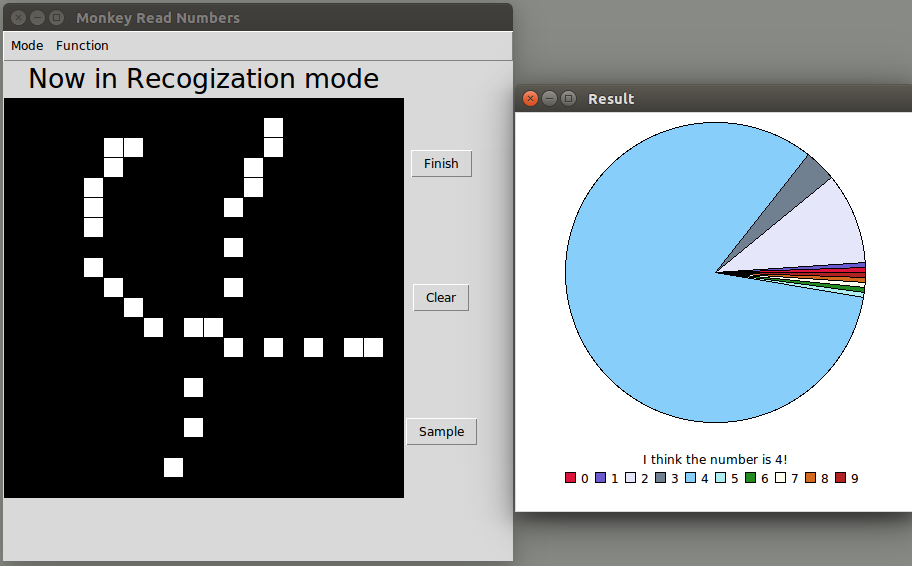 Monkey Read Numbers
Mode Function
Now in Recogization mode
Finish
Clear
Sample
Result
I think the number is 4!
0 1 2 3 4 5 6 7 8 9